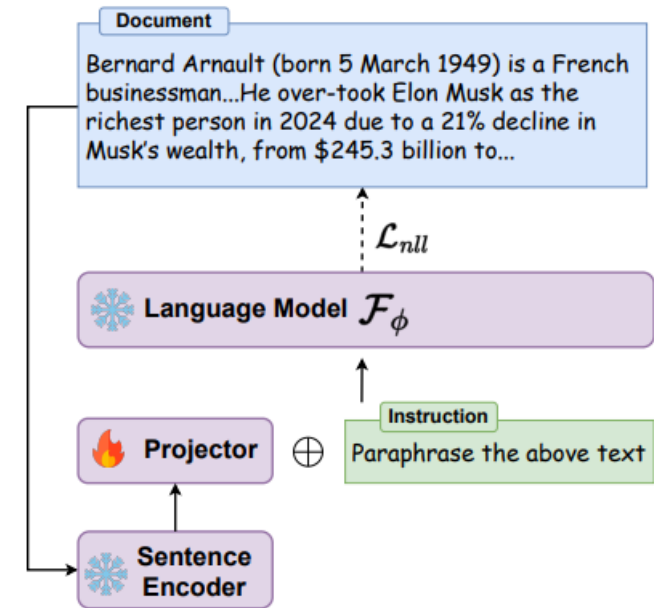 Document
Bernard Arnault (born 5 March 1949) is a French
businessman...He over-took Elon Musk as the
richest person in 2024 due to a 21% decline in
Musk's wealth, from $245.3 billion to...
ℒₙₗₗ
Language Model ℱ_ϕ
Instruction
Projector ⊕ Paraphrase the above text
Sentence
Encoder